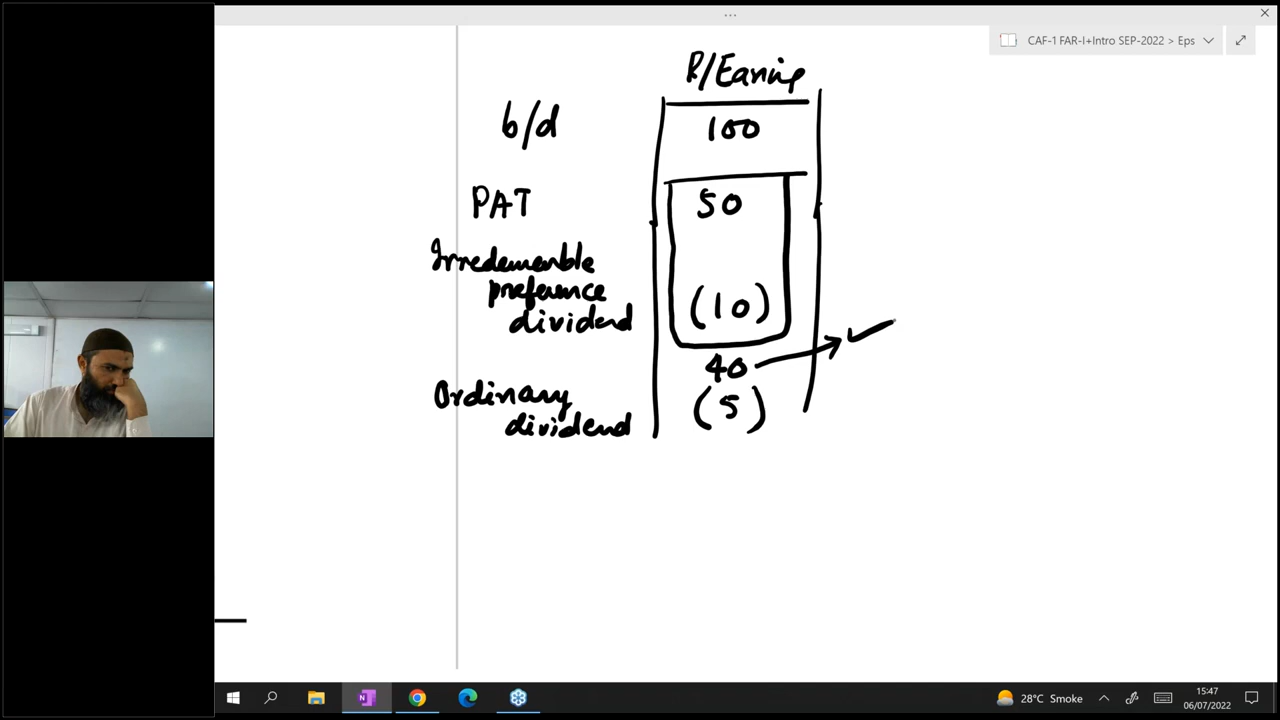 CAF-1 FAR-I+Intro SEP-2022 > Eps
R/Earning
b/d 100
PAT 50
Irredeemable
preference
dividend (10)
40
Ordinary
dividend (5)
28°C Smoke
15:47
06/07/2022